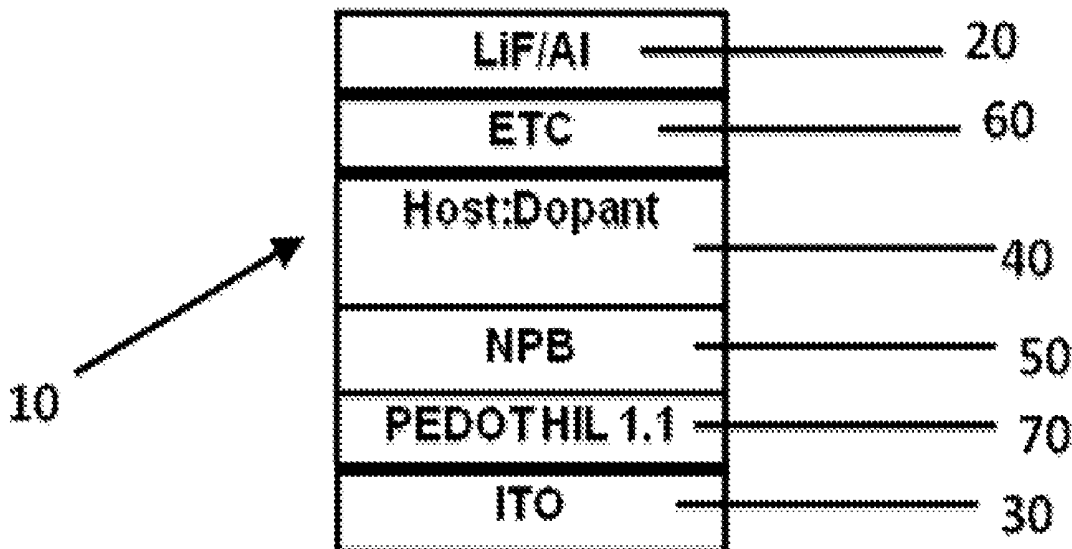 LiF/Al 20
ETC 60
Host:Dopant
40
NPB 50
10
PEDOT HIL 1.1 70
ITO 30